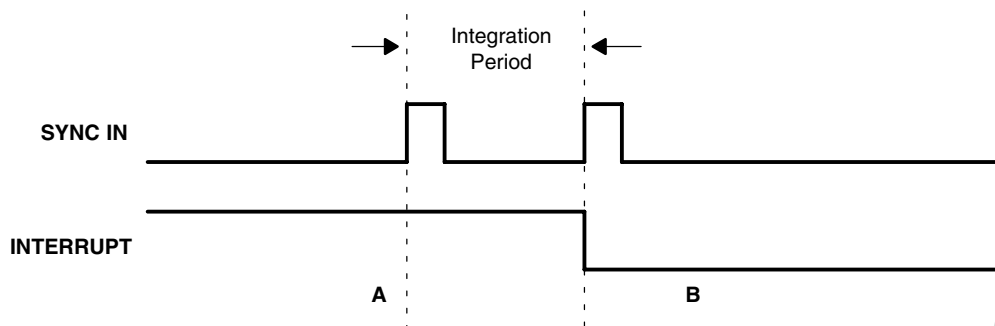 Integration
Period
SYNC IN
INTERRUPT
A
B